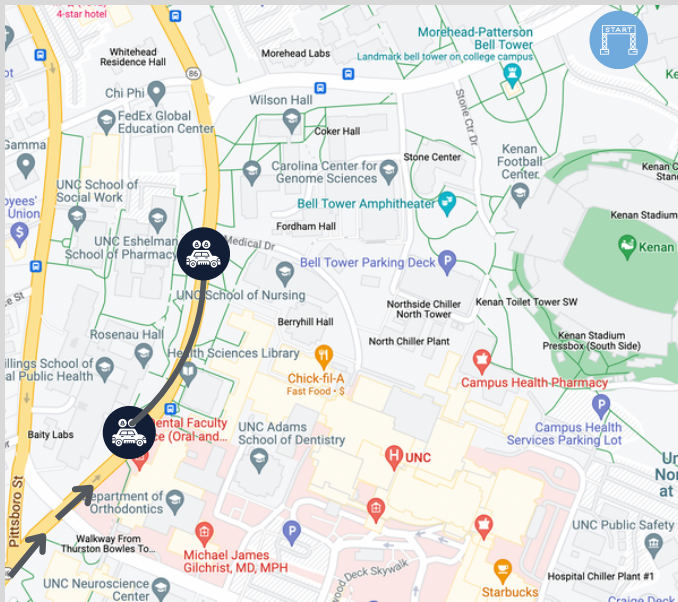 4-star hotel
Whitehead
Residence Hall
Morehead Labs
Morehead-Patterson
Bell Tower
Landmark bell tower on college campus
START
86
Chi Phi
FedEx Global
Education Center
Wilson Hall
Coker Hall
Stone Ctr Dr
Gamma
Carolina Center for
Genome Sciences
Stone Center
Kenan
Football
Center
UNC School of
Social Work
Bell Tower Amphitheater
Kenan Stadium
Kenan
oyees'
Union
$
UNC Eshelman
School of Pharmacy
Medical Dr
Fordham Hall
Bell Tower Parking Deck
P
UNC School of Nursing
Northside Chiller
North Tower
Kenan Toilet Tower SW
Berryhill Hall
North Chiller Plant
Kenan Stadium
Pressbox (South Side)
Rosenau Hall
Health Sciences Library
illings School of
al Public Health
Chick-fil-A
Fast Food • $
Campus Health Pharmacy
P
Campus Health
Services Parking Lot
Baity Labs
ental Faculty
ce (Oral and...
UNC Adams
School of Dentistry
H UNC
Pittsboro St
epartment of
Orthodontics
P
UNC Public Safety
Walkway From
Thurston Bowles To...
Michael James
Gilchrist, MD, MPH
wood Deck Skywalk
Starbucks
Hospital Chiller Plant #1
UNC Neuroscience
Center
Craige Deck